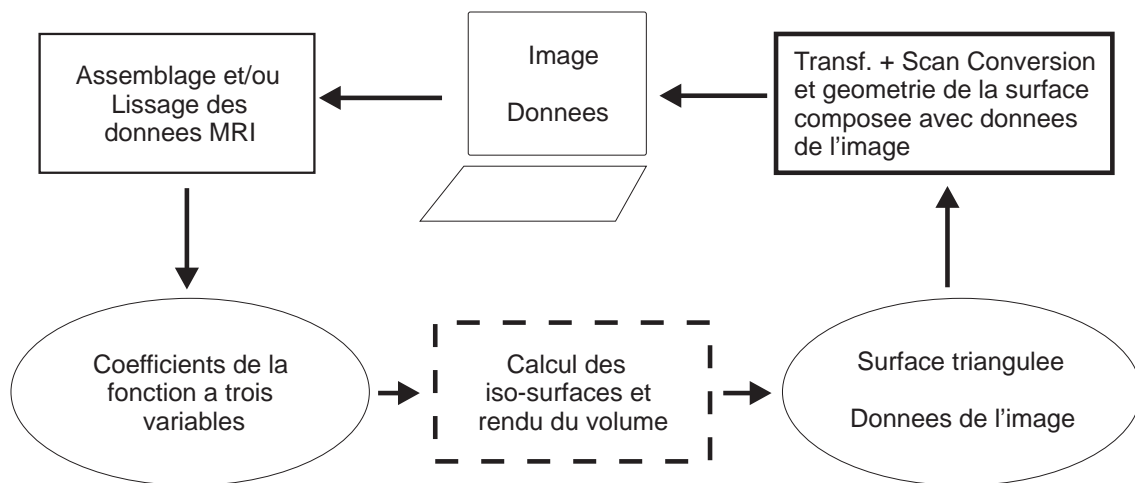 Assemblage et/ou
Lissage des
donnees MRI
Image
Donnees
Transf. + Scan Conversion
et geometrie de la surface
composee avec donnees
de l'image
Coefficients de la
fonction a trois
variables
Calcul des
iso-surfaces et
rendu du volume
Surface triangulee
Donnees de l'image